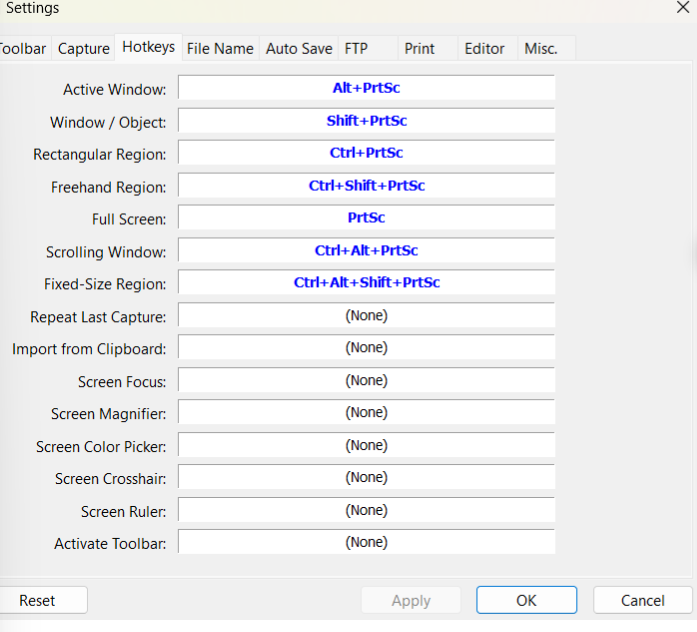 Settings
Toolbar Capture Hotkeys File Name Auto Save FTP Print Editor Misc.
Active Window: Alt+PrtSc
Window / Object: Shift+PrtSc
Rectangular Region: Ctrl+PrtSc
Freehand Region: Ctrl+Shift+PrtSc
Full Screen: PrtSc
Scrolling Window: Ctrl+Alt+PrtSc
Fixed-Size Region: Ctrl+Alt+Shift+PrtSc
Repeat Last Capture: (None)
Import from Clipboard: (None)
Screen Focus: (None)
Screen Magnifier: (None)
Screen Color Picker: (None)
Screen Crosshair: (None)
Screen Ruler: (None)
Activate Toolbar: (None)
Reset Apply OK Cancel